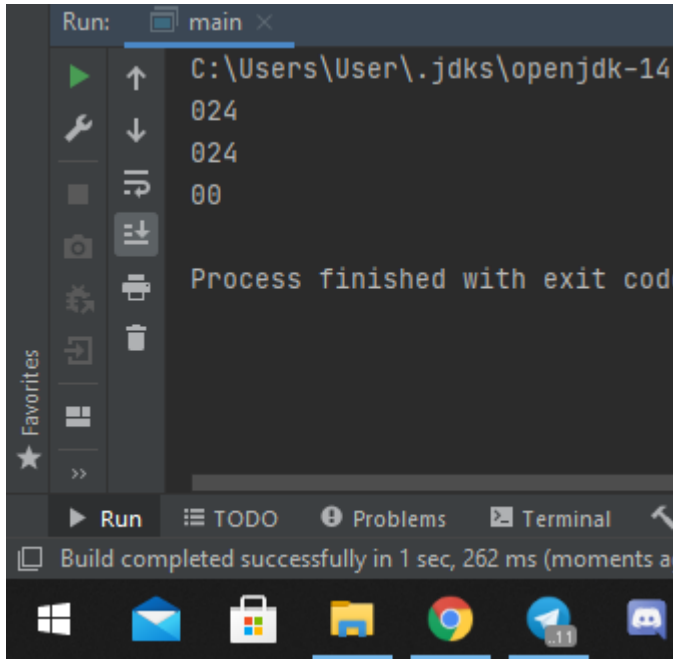 Run: main
C:\Users\User\.jdks\openjdk-14
024
024
00
Process finished with exit cod
Favorites
Run TODO Problems Terminal
Build completed successfully in 1 sec, 262 ms (moments a
..11